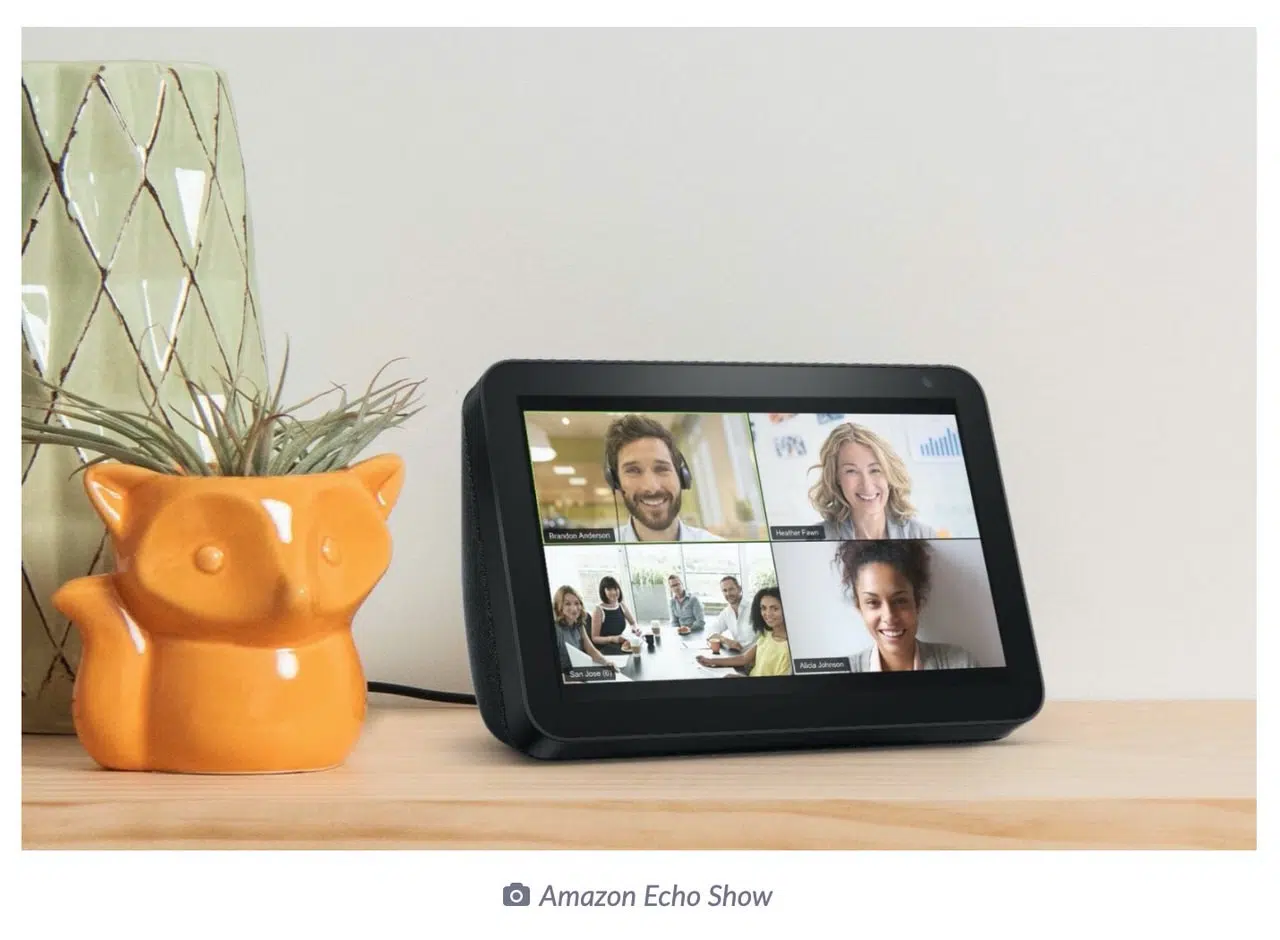 Brandon Anderson
Heather Fawn
San Jose (6)
Alicia Johnson
Amazon Echo Show